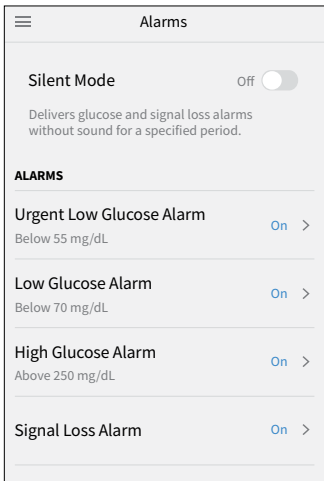 Alarms
Silent Mode Off
Delivers glucose and signal loss alarms
without sound for a specified period.
ALARMS
Urgent Low Glucose Alarm On
Below 55 mg/dL
Low Glucose Alarm On
Below 70 mg/dL
High Glucose Alarm On
Above 250 mg/dL
Signal Loss Alarm On